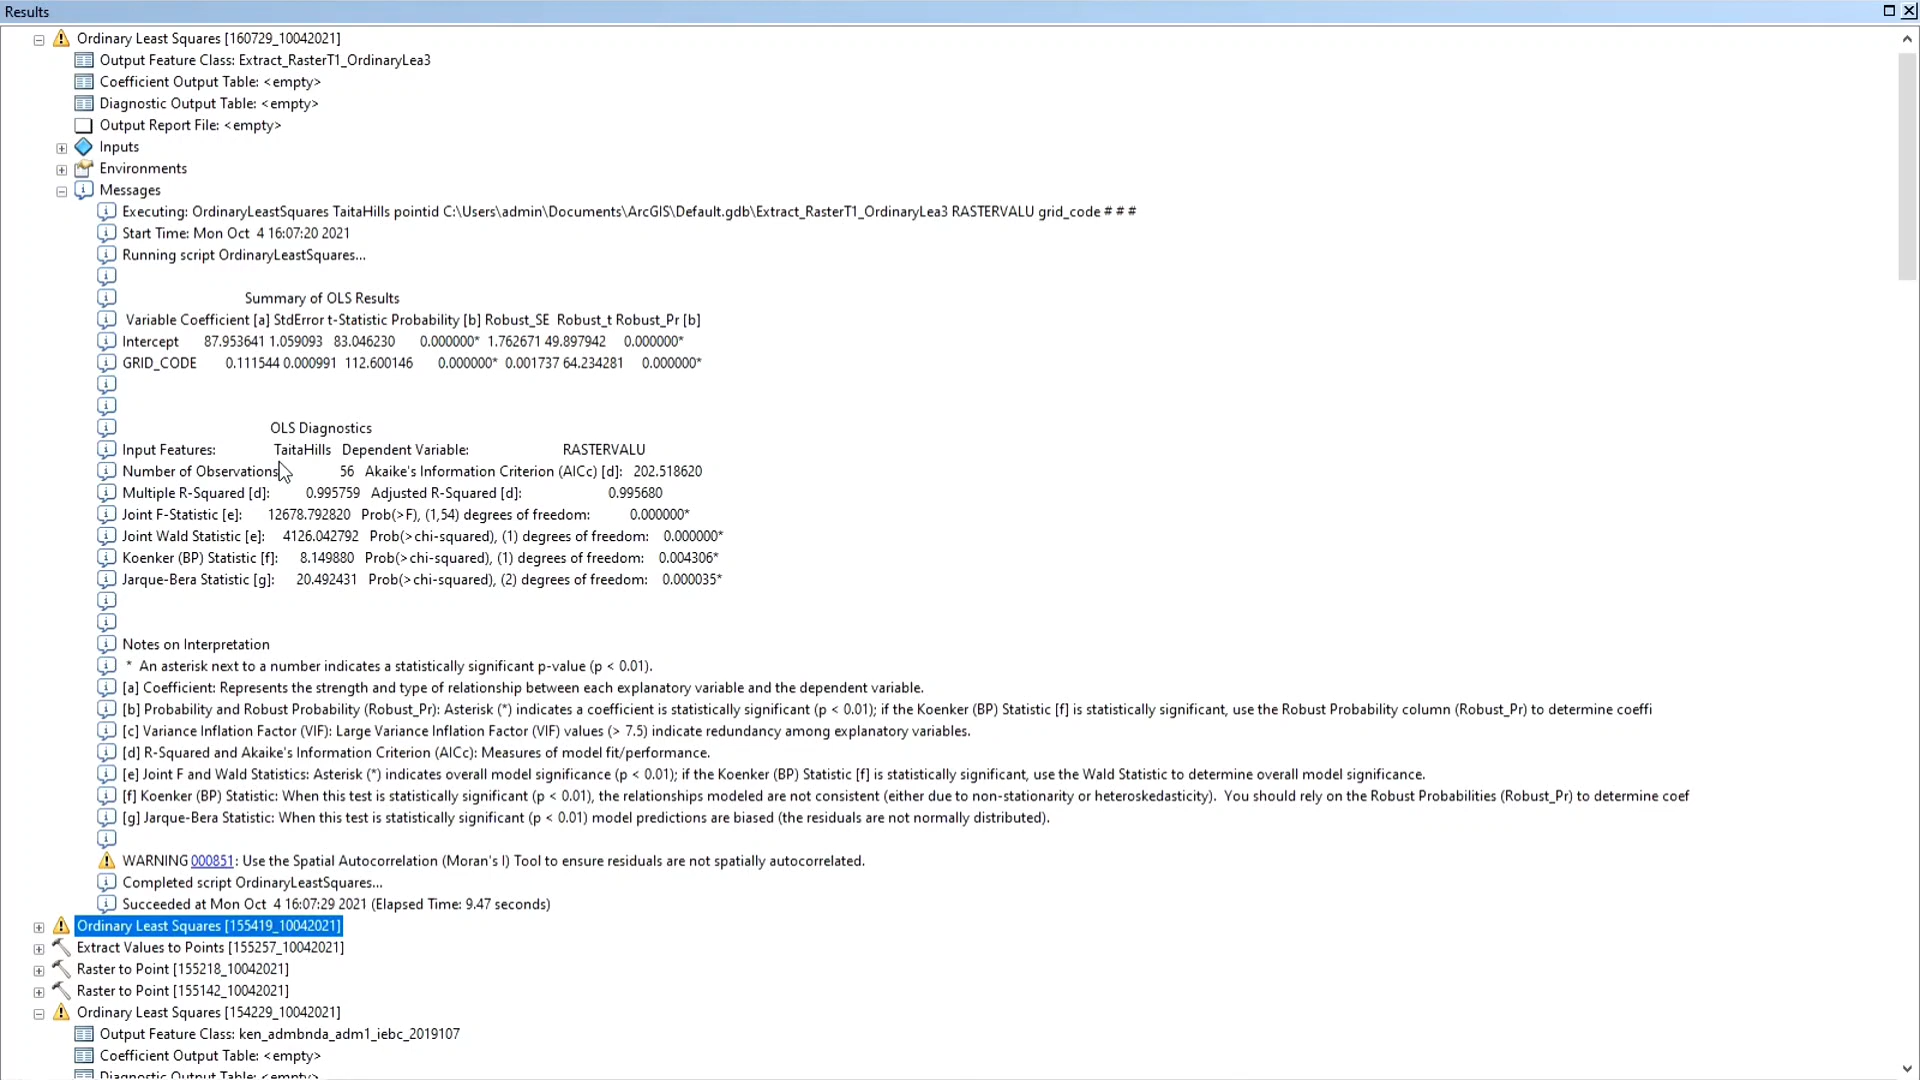 Results
Ordinary Least Squares [160729_10042021]
Output Feature Class: Extract_RasterT1_OrdinaryLea3
Coefficient Output Table: <empty>
Diagnostic Output Table: <empty>
Output Report File: <empty>
Inputs
Environments
Messages
Executing: OrdinaryLeastSquares TaitaHills pointid C:\Users\admin\Documents\ArcGIS\Default.gdb\Extract_RasterT1_OrdinaryLea3 RASTERVALU grid_code # # #
Start Time: Mon Oct 4 16:07:20 2021
Running script OrdinaryLeastSquares...
Summary of OLS Results
Variable Coefficient [a] StdError t-Statistic Probability [b] Robust_SE Robust_t Robust_Pr [b]
Intercept 87.953641 1.059093 83.046230 0.000000* 1.762671 49.897942 0.000000*
GRID_CODE 0.111544 0.000991 112.600146 0.000000* 0.001737 64.234281 0.000000*
OLS Diagnostics
Input Features: TaitaHills Dependent Variable: RASTERVALU
Number of Observations 56 Akaike's Information Criterion (AICc) [d]: 202.518620
Multiple R-Squared [d]: 0.995759 Adjusted R-Squared [d]: 0.995680
Joint F-Statistic [e]: 12678.792820 Prob(>F), (1,54) degrees of freedom: 0.000000*
Joint Wald Statistic [e]: 4126.042792 Prob(>chi-squared), (1) degrees of freedom: 0.000000*
Koenker (BP) Statistic [f]: 8.149880 Prob(>chi-squared), (1) degrees of freedom: 0.004306*
Jarque-Bera Statistic [g]: 20.492431 Prob(>chi-squared), (2) degrees of freedom: 0.000035*
Notes on Interpretation
* An asterisk next to a number indicates a statistically significant p-value (p < 0.01).
[a] Coefficient: Represents the strength and type of relationship between each explanatory variable and the dependent variable.
[b] Probability and Robust Probability (Robust_Pr): Asterisk (*) indicates a coefficient is statistically significant (p < 0.01); if the Koenker (BP) Statistic [f] is statistically significant, use the Robust Probability column (Robust_Pr) to determine coeffi
[c] Variance Inflation Factor (VIF): Large Variance Inflation Factor (VIF) values (> 7.5) indicate redundancy among explanatory variables.
[d] R-Squared and Akaike's Information Criterion (AICc): Measures of model fit/performance.
[e] Joint F and Wald Statistics: Asterisk (*) indicates overall model significance (p < 0.01); if the Koenker (BP) Statistic [f] is statistically significant, use the Wald Statistic to determine overall model significance.
[f] Koenker (BP) Statistic: When this test is statistically significant (p < 0.01), the relationships modeled are not consistent (either due to non-stationarity or heteroskedasticity). You should rely on the Robust Probabilities (Robust_Pr) to determine coef
[g] Jarque-Bera Statistic: When this test is statistically significant (p < 0.01) model predictions are biased (the residuals are not normally distributed).
WARNING 000851: Use the Spatial Autocorrelation (Moran's I) Tool to ensure residuals are not spatially autocorrelated.
Completed script OrdinaryLeastSquares...
Succeeded at Mon Oct 4 16:07:29 2021 (Elapsed Time: 9.47 seconds)
Ordinary Least Squares [155419_10042021]
Extract Values to Points [155257_10042021]
Raster to Point [155218_10042021]
Raster to Point [155142_10042021]
Ordinary Least Squares [154229_10042021]
Output Feature Class: ken_admbnda_adm1_iebc_2019107
Coefficient Output Table: <empty>
Diagnostic Output Table: <empty>